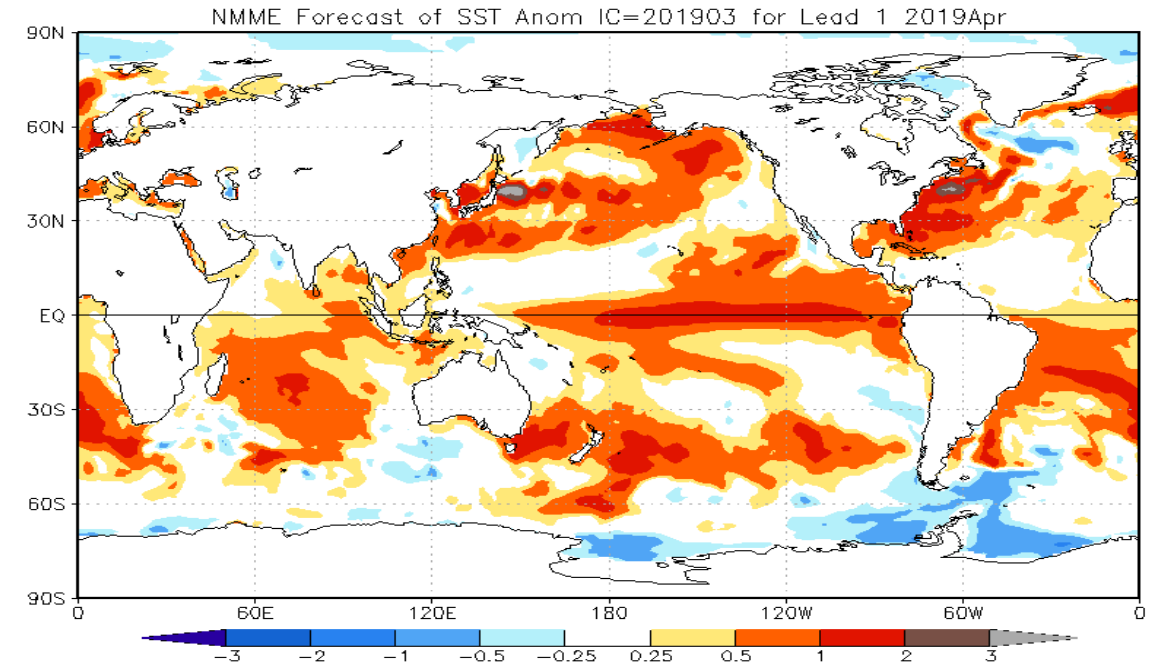 NMME Forecast of SST Anom IC=201903 for Lead 1 2019Apr
90N
60N
30N
EQ
30S
60S
90S
0 60E 120E 180 120W 60W 0
-3 -2 -1 -0.5 -0.25 0.25 0.5 1 2 3